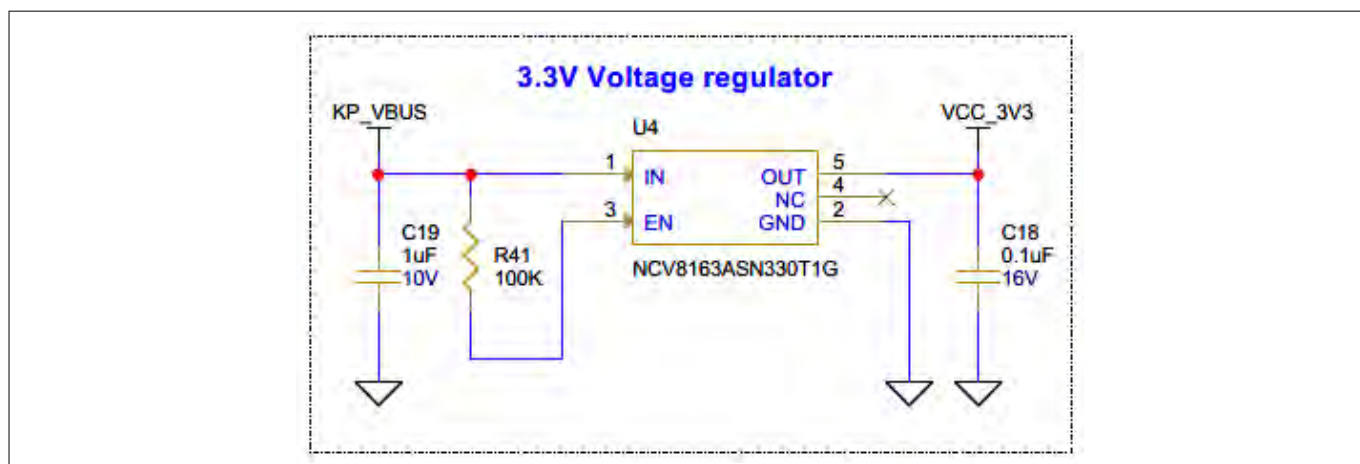 3.3V Voltage regulator
KP_VBUS
VCC_3V3
U4
1
IN
OUT
5
NC
4
3
EN
GND
2
C19
1uF
10V
R41
100K
NCV8163ASN330T1G
C18
0.1uF
16V